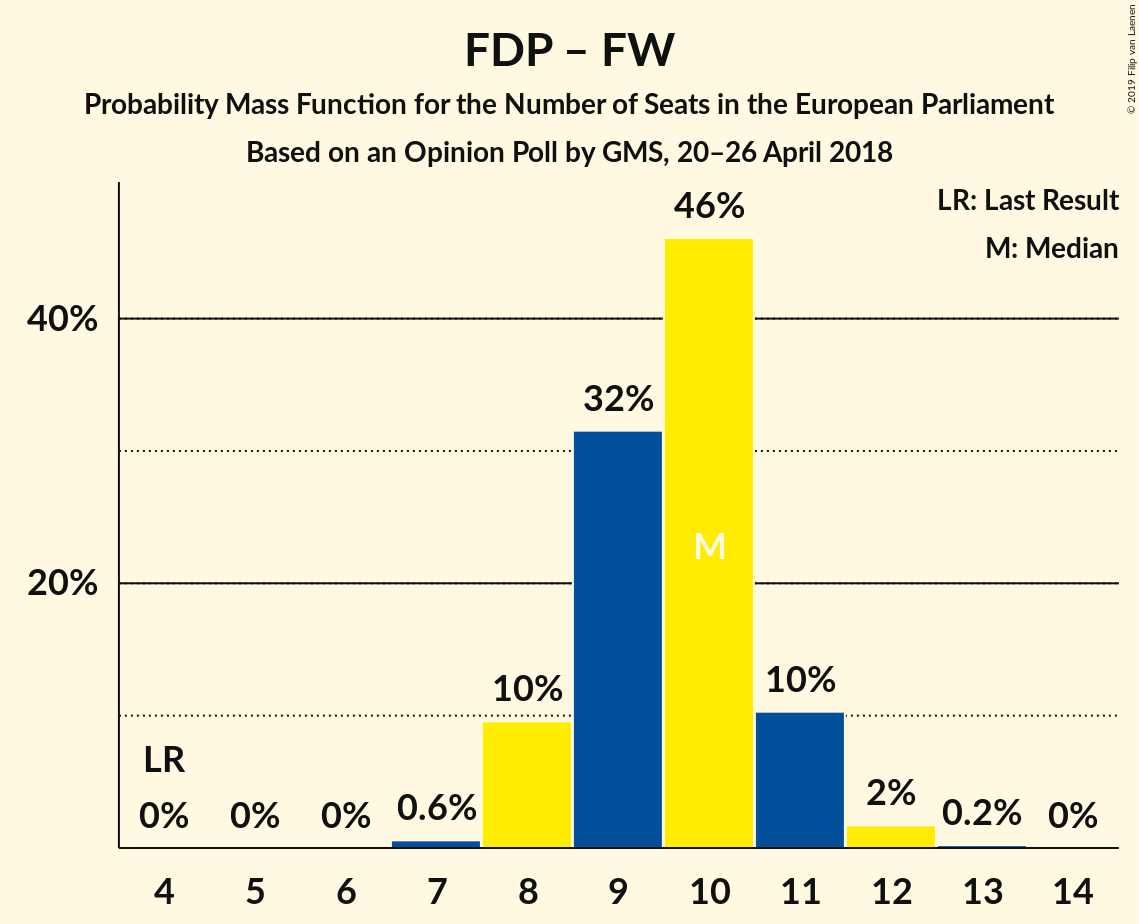 FDP – FW
Probability Mass Function for the Number of Seats in the European Parliament
Based on an Opinion Poll by GMS, 20–26 April 2018
© 2019 Filip van Laenen
LR: Last Result
M: Median
46%
40%
32%
M
20%
10%
10%
LR
0%
0%
0%
0.6%
2%
0.2%
0%
4 5 6 7 8 9 10 11 12 13 14